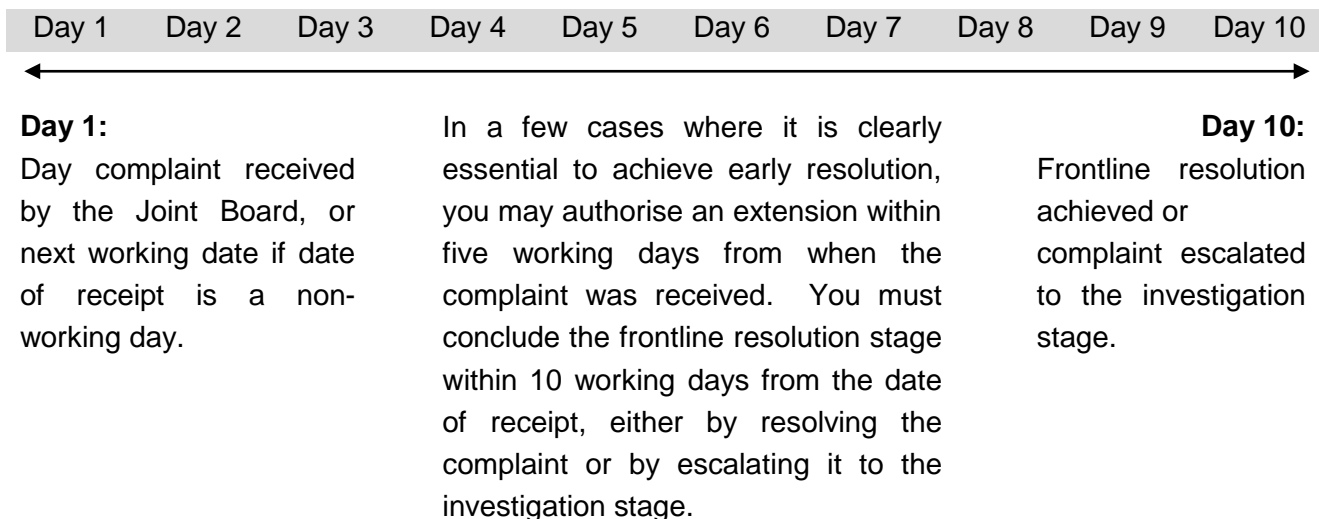 Day 1 Day 2 Day 3 Day 4 Day 5 Day 6 Day 7 Day 8 Day 9 Day 10
Day 1:
Day complaint received
by the Joint Board, or
next working date if date
of receipt is a non-
working day.
In a few cases where it is clearly
essential to achieve early resolution,
you may authorise an extension within
five working days from when the
complaint was received. You must
conclude the frontline resolution stage
within 10 working days from the date
of receipt, either by resolving the
complaint or by escalating it to the
investigation stage.
Day 10:
Frontline resolution
achieved or
complaint escalated
to the investigation
stage.